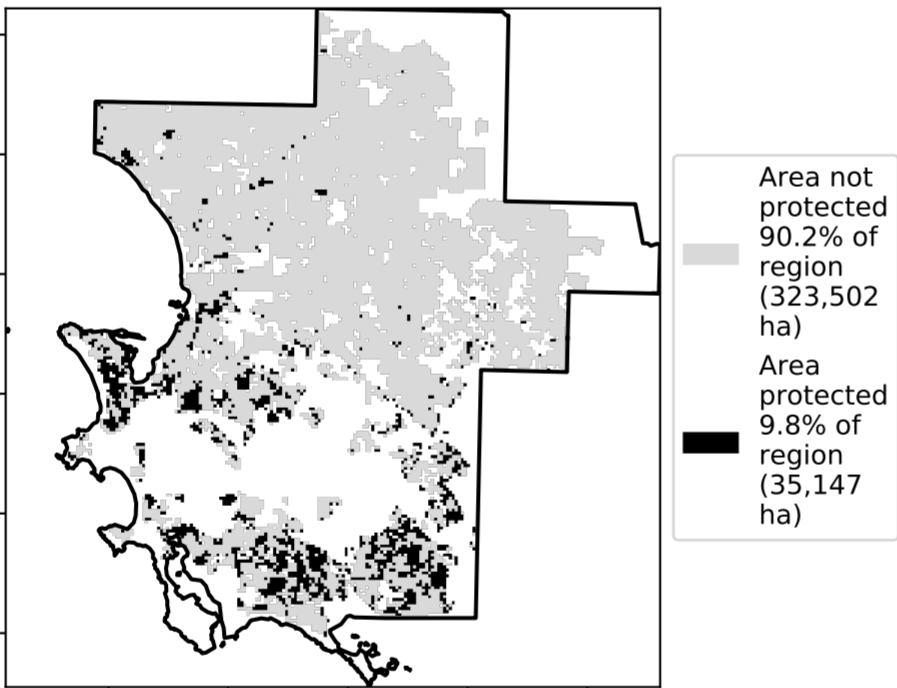 Area not
protected
90.2% of
region
(323,502
ha)
Area
protected
9.8% of
region
(35,147
ha)